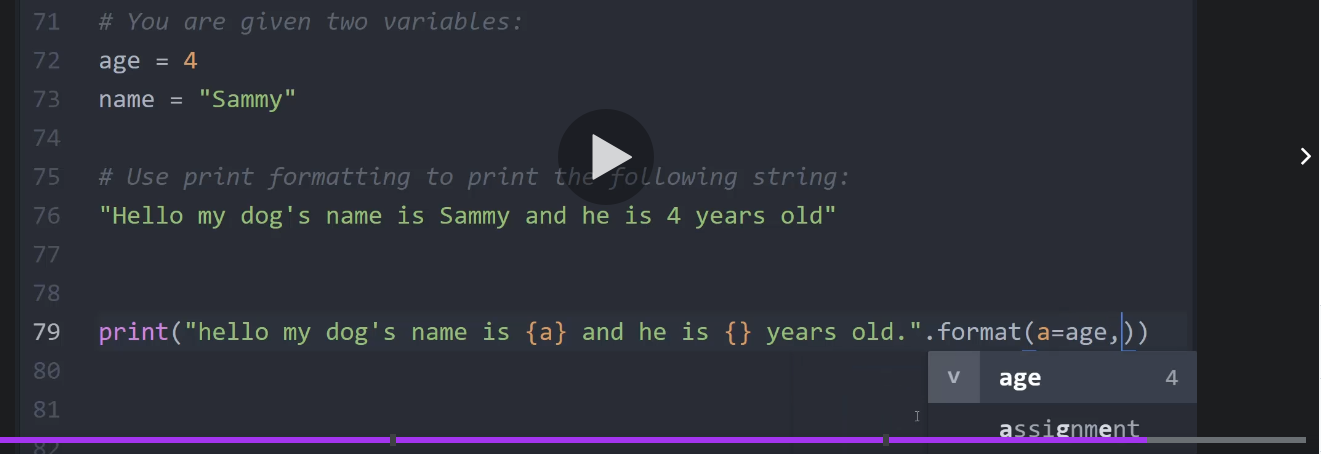 71 # You are given two variables:
72 age = 4
73 name = "Sammy"
74
75 # Use print formatting to print the following string:
76 "Hello my dog's name is Sammy and he is 4 years old"
77
78
79 print("hello my dog's name is {a} and he is {} years old.".format(a=age,))
80
v age 4
81
assignment
82